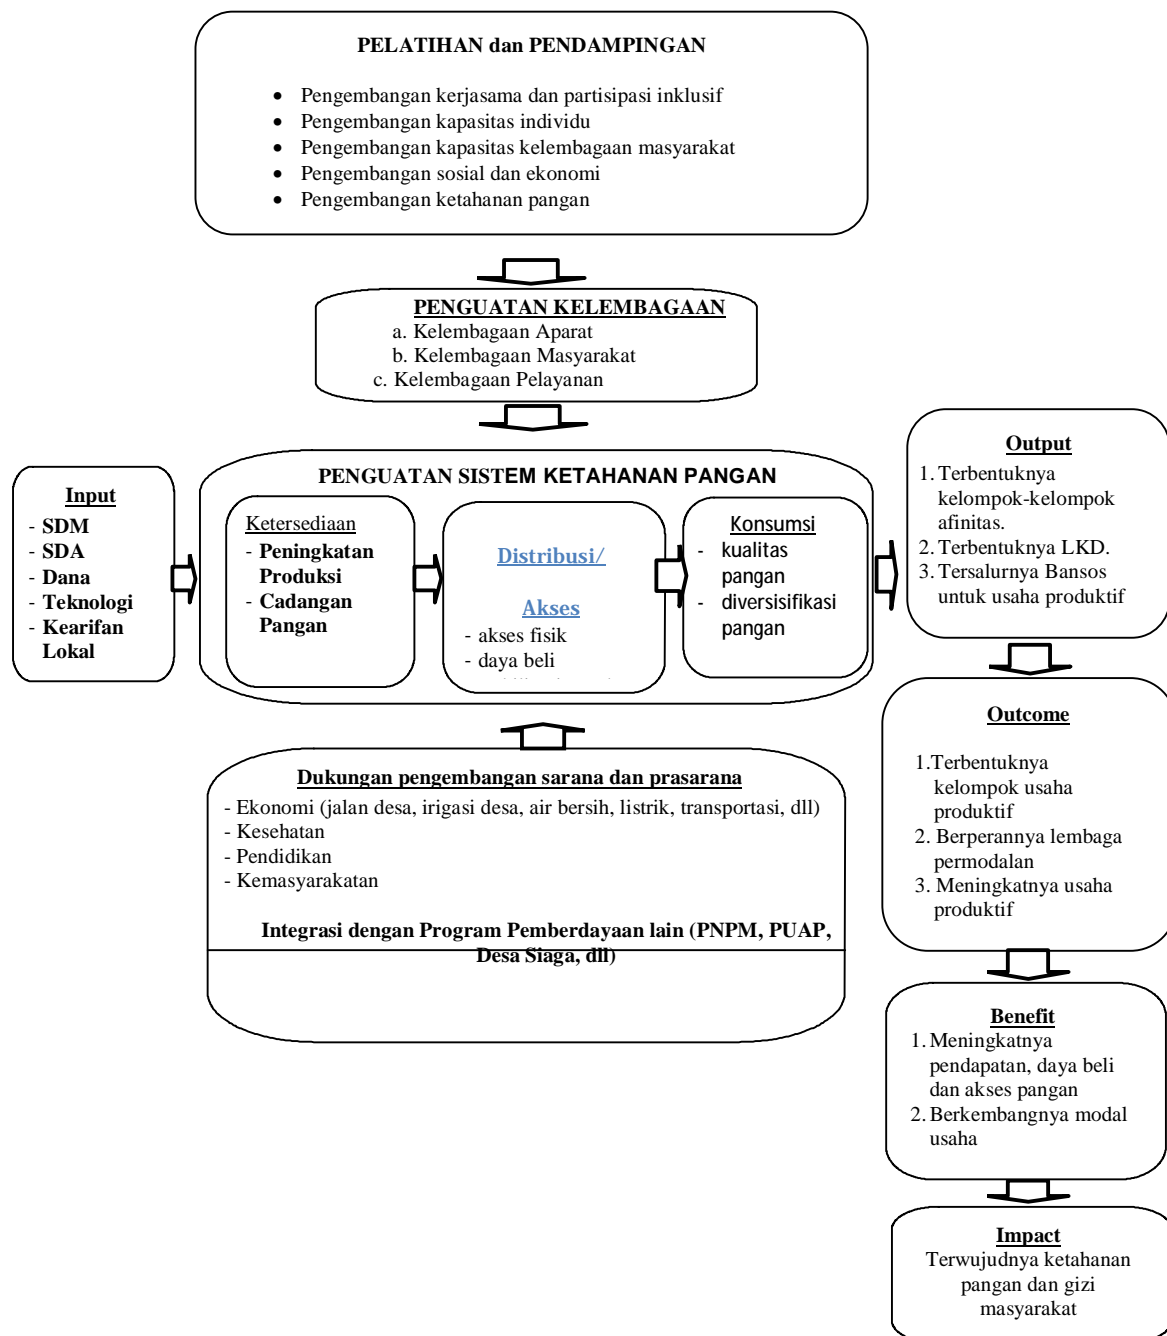 PELATIHAN dan PENDAMPINGAN
• Pengembangan kerjasama dan partisipasi inklusif
• Pengembangan kapasitas individu
• Pengembangan kapasitas kelembagaan masyarakat
• Pengembangan sosial dan ekonomi
• Pengembangan ketahanan pangan
PENGUATAN KELEMBAGAAN
a. Kelembagaan Aparat
b. Kelembagaan Masyarakat
c. Kelembagaan Pelayanan
Input
- SDM
- SDA
- Dana
- Teknologi
- Kearifan
Lokal
PENGUATAN SISTEM KETAHANAN PANGAN
Ketersediaan
- Peningkatan
Produksi
- Cadangan
Pangan
Distribusi/
Akses
- akses fisik
- daya beli
Konsumsi
- kualitas
pangan
- diversisifikasi
pangan
Dukungan pengembangan sarana dan prasarana
- Ekonomi (jalan desa, irigasi desa, air bersih, listrik, transportasi, dll)
- Kesehatan
- Pendidikan
- Kemasyarakatan
Integrasi dengan Program Pemberdayaan lain (PNPM, PUAP,
Desa Siaga, dll)
Output
1. Terbentuknya
kelompok-kelompok
afinitas.
2. Terbentuknya LKD.
3. Tersalurnya Bansos
untuk usaha produktif
Outcome
1.Terbentuknya
kelompok usaha
produktif
2. Berperannya lembaga
permodalan
3. Meningkatnya usaha
produktif
Benefit
1. Meningkatnya
pendapatan, daya beli
dan akses pangan
2. Berkembangnya modal
usaha
Impact
Terwujudnya ketahanan
pangan dan gizi
masyarakat